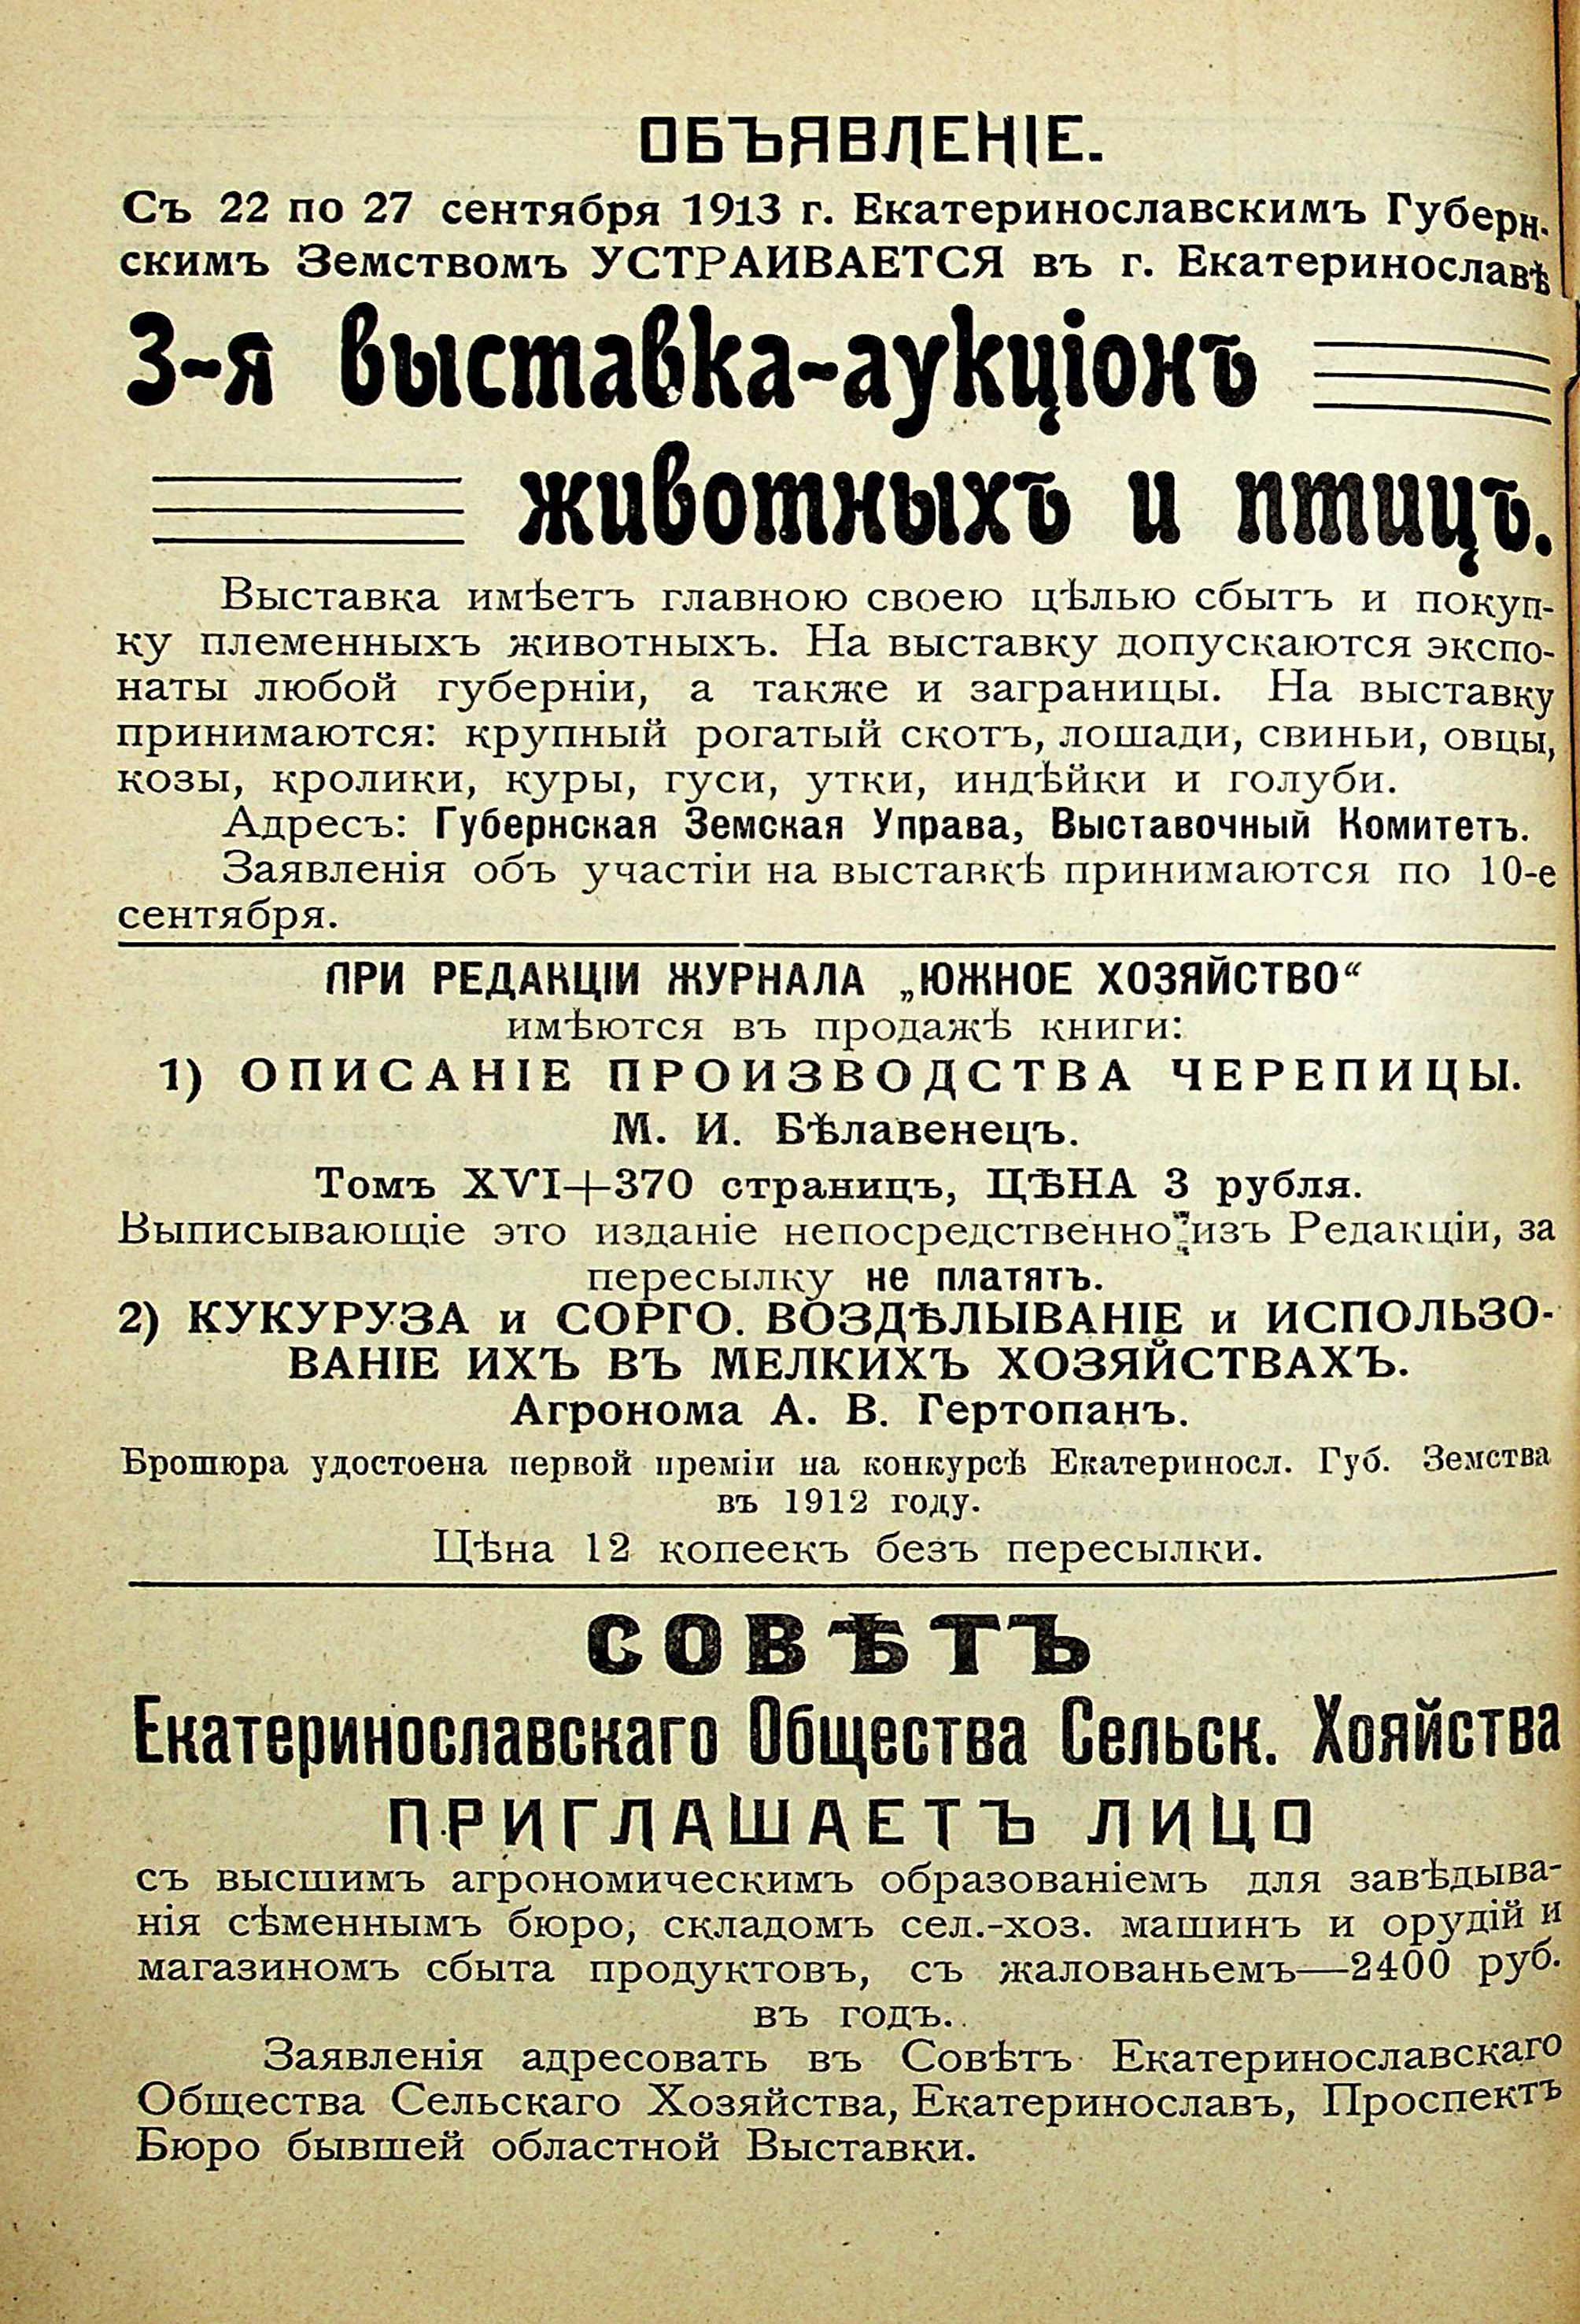 ОБЪЯВЛЕНІЕ.
Съ 22 по 27 сентября 1913 г. Екатеринославскимъ Губерн-
скимъ Земствомъ УСТРАИВАЕТСЯ въ г. Екатеринославѣ
3-я выставка-аукціонъ
животныхъ и птицъ.
Выставка имѣетъ главною своею цѣлью сбытъ и покуп-
ку племенныхъ животныхъ. На выставку допускаются экспо-
наты любой губерніи, а также и заграницы. На выставку
принимаются: крупный рогатый скотъ, лошади, свиньи, овцы,
козы, кролики, куры, гуси, утки, индѣйки и голуби.
Адресъ: Губернская Земская Управа, Выставочный Комитетъ.
Заявленія объ участіи на выставкѣ принимаются по 10-е
сентября.
ПРИ РЕДАКЦІИ ЖУРНАЛА „ЮЖНОЕ ХОЗЯЙСТВО“
имѣются въ продажѣ книги:
1) ОПИСАНІЕ ПРОИЗВОДСТВА ЧЕРЕПИЦЫ.
М. И. Бѣлавенецъ.
Томъ XVI+370 страницъ, ЦѢНА 3 рубля.
Выписывающіе это изданіе непосредственно изъ Редакціи, за
пересылку не платятъ.
2) КУКУРУЗА и СОРГО. ВОЗДѢЛЫВАНІЕ и ИСПОЛЬЗО-
ВАНІЕ ИХЪ ВЪ МЕЛКИХЪ ХОЗЯЙСТВАХЪ.
Агронома А. В. Гертопанъ.
Брошюра удостоена первой преміи на конкурсѣ Екатериносл. Губ. Земства
въ 1912 году.
Цѣна 12 копеекъ безъ пересылки.
СОВѢТЪ
Екатеринославскаго Общества Сельск. Хояйства
ПРИГЛАШАЕТЪ ЛИЦО
съ высшимъ агрономическимъ образованіемъ для завѣдыва-
нія сѣменнымъ бюро, складомъ сел.-хоз. машинъ и орудій и
магазиномъ сбыта продуктовъ, съ жалованьемъ—2400 руб.
въ годъ.
Заявленія адресовать въ Совѣтъ Екатеринославскаго
Общества Сельскаго Хозяйства, Екатеринославъ, Проспектъ
Бюро бывшей областной Выставки.